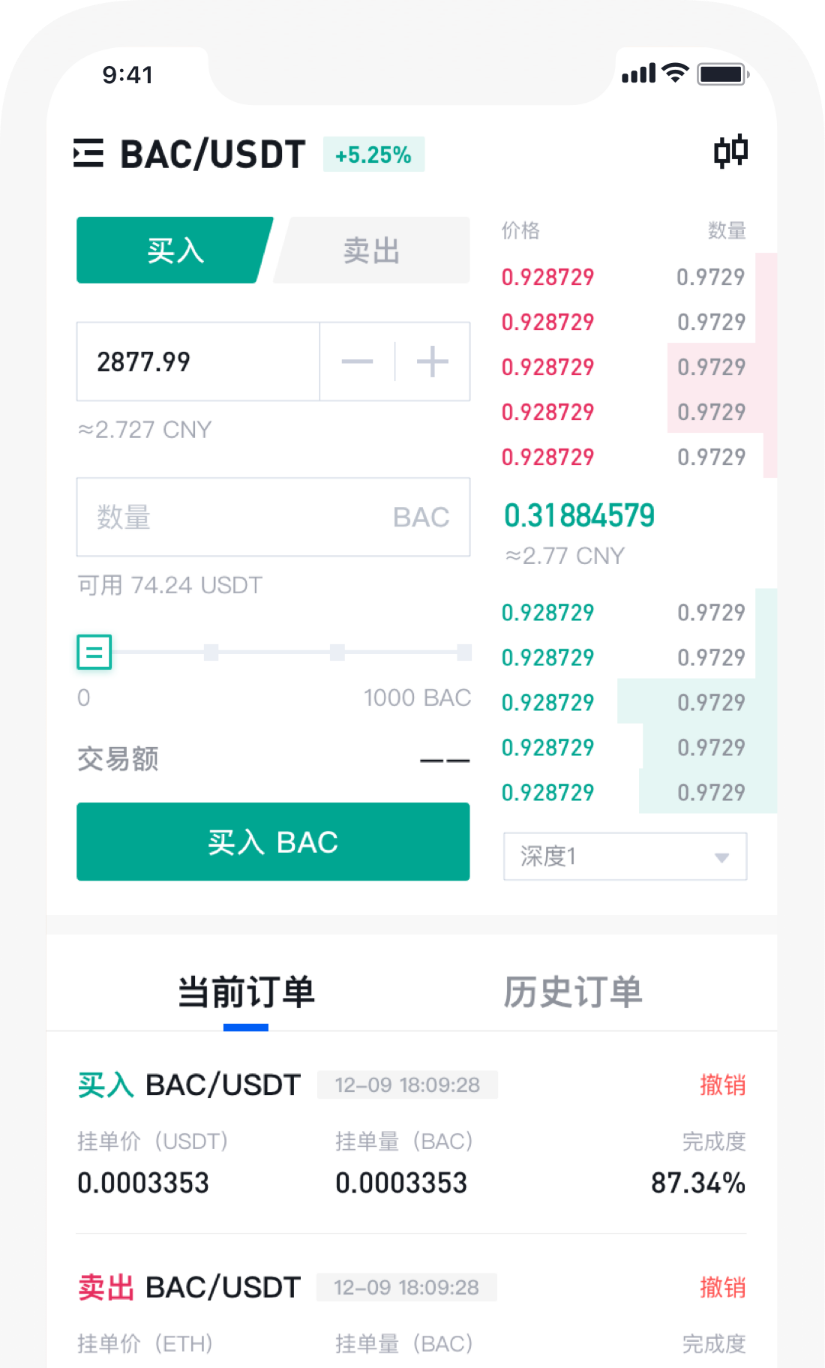 9:41
BAC/USDT +5.25%
买入 卖出
2877.99
≈2.727 CNY
数量 BAC
可用 74.24 USDT
0 1000 BAC
交易额 ——
买入 BAC
价格 数量
0.928729 0.9729
0.928729 0.9729
0.928729 0.9729
0.928729 0.9729
0.928729 0.9729
0.31884579
≈2.77 CNY
0.928729 0.9729
0.928729 0.9729
0.928729 0.9729
0.928729 0.9729
0.928729 0.9729
深度1
当前订单 历史订单
买入 BAC/USDT 12-09 18:09:28 撤销
挂单价（USDT） 挂单量（BAC） 完成度
0.0003353 0.0003353 87.34%
卖出 BAC/USDT 12-09 18:09:28 撤销
挂单价（ETH） 挂单量（BAC） 完成度